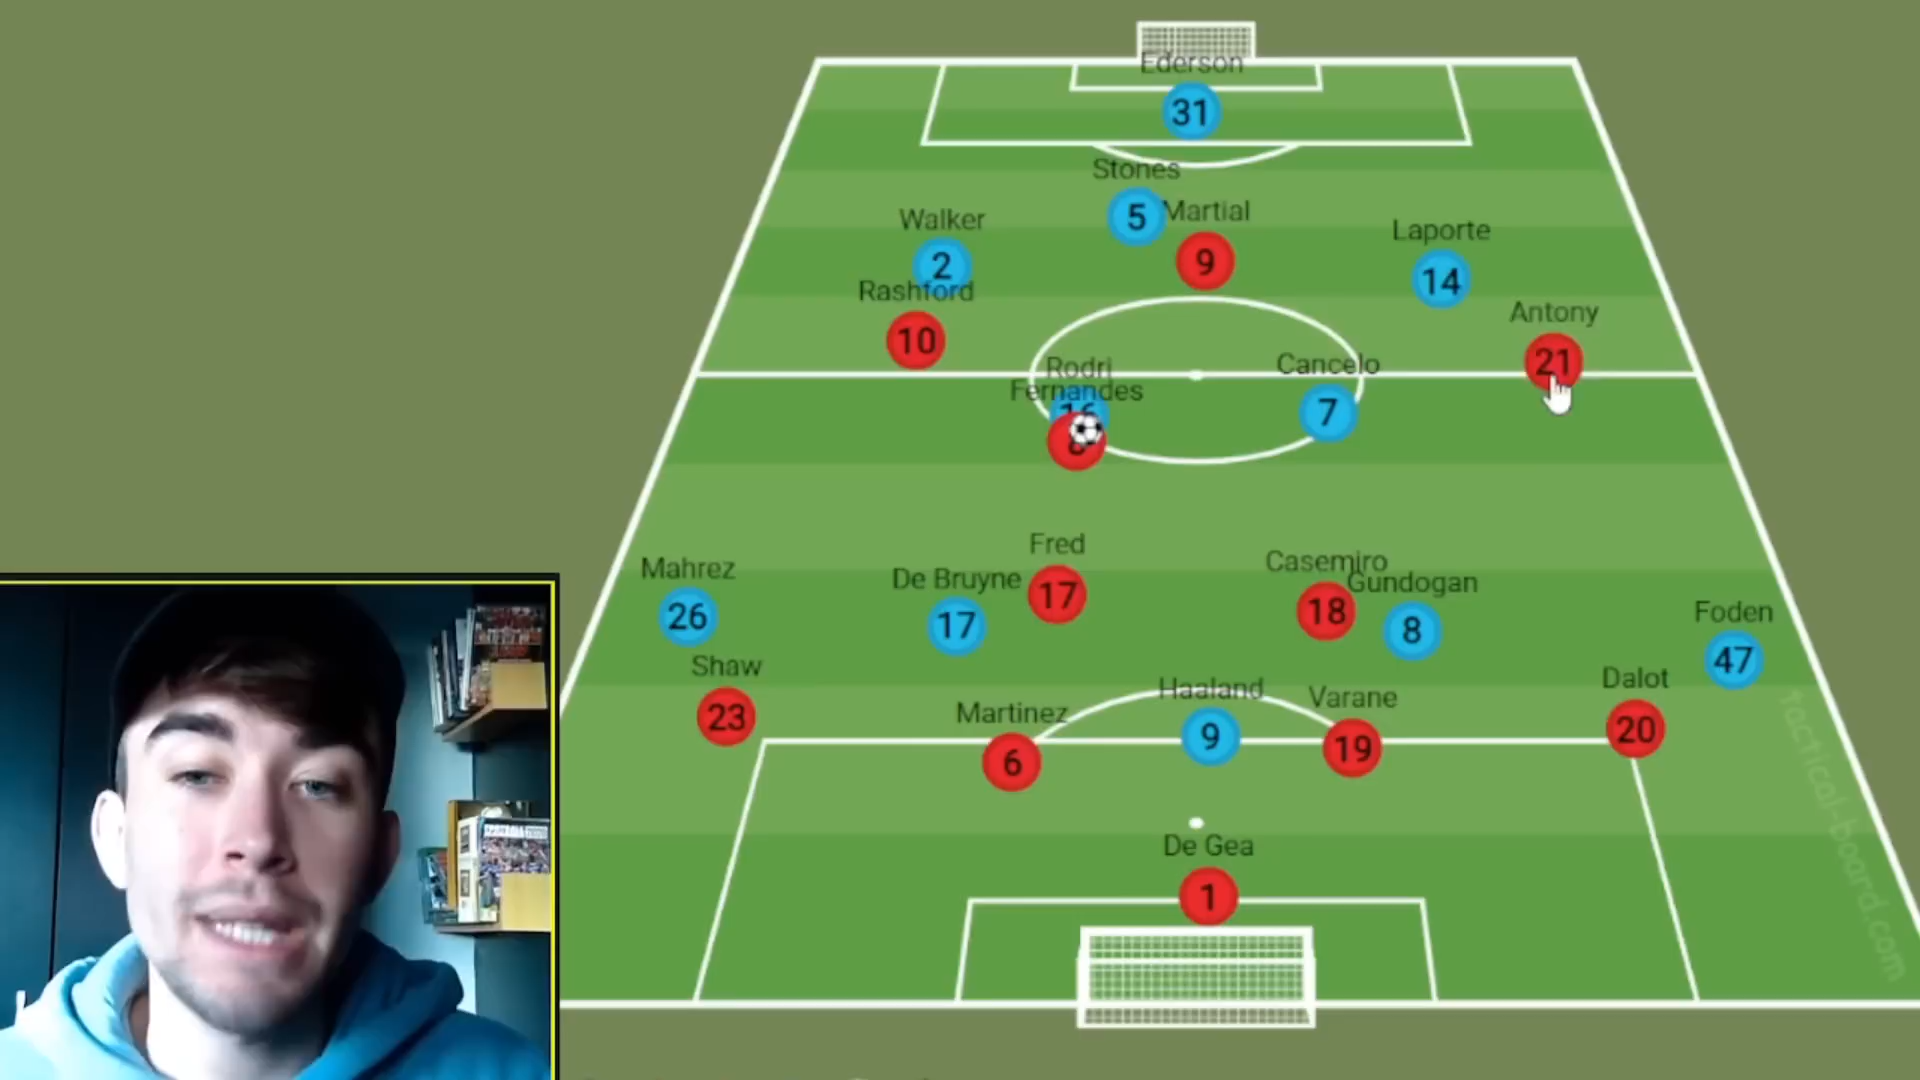 Ederson
31
Stones
5
Martial
9
Walker
2
Laporte
14
Rashford
10
Antony
21
Rodri
16
Fernandes
8
Cancelo
7
Fred
17
Casemiro
18
Mahrez
26
De Bruyne
17
Gundogan
8
Foden
47
Shaw
23
Haaland
9
Varane
19
Dalot
20
Martinez
6
De Gea
1
tactical-board.com